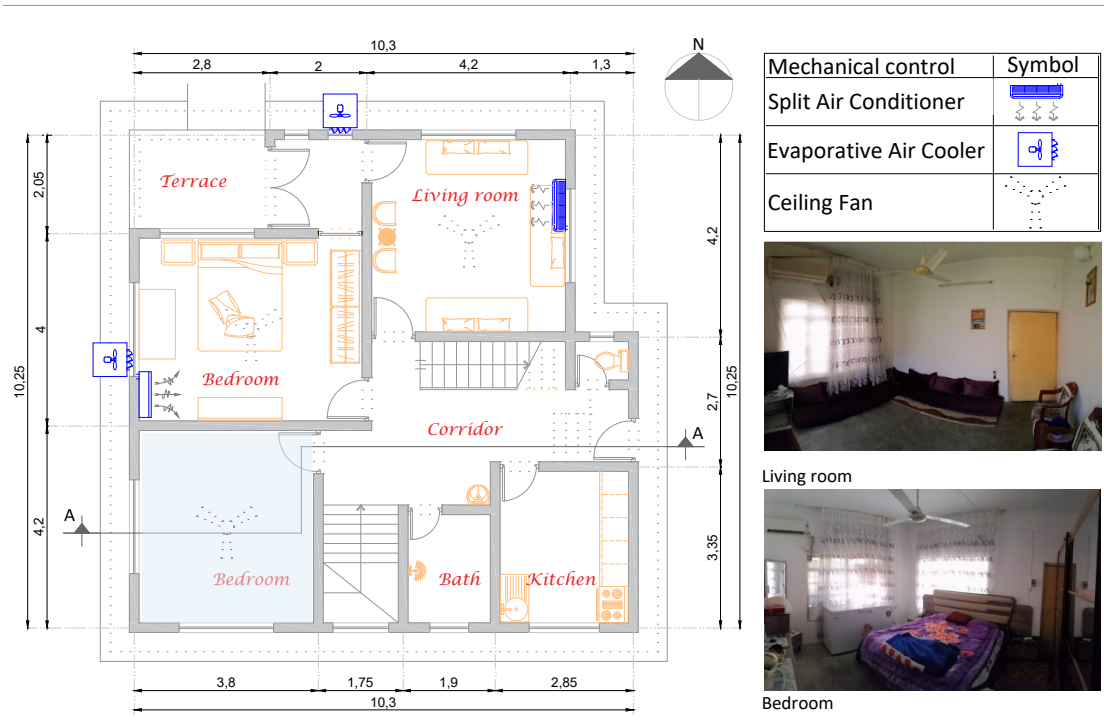 10,3
2,8
2
4,2
1,3
N
Mechanical control
Symbol
Split Air Conditioner
Evaporative Air Cooler
Ceiling Fan
Terrace
Living room
2,05
4,2
4
10,25
Bedroom
2,7
10,25
Corridor
A
A
4,2
Bedroom
Bath
Kitchen
3,35
3,8
1,75
1,9
2,85
10,3
Living room
Bedroom